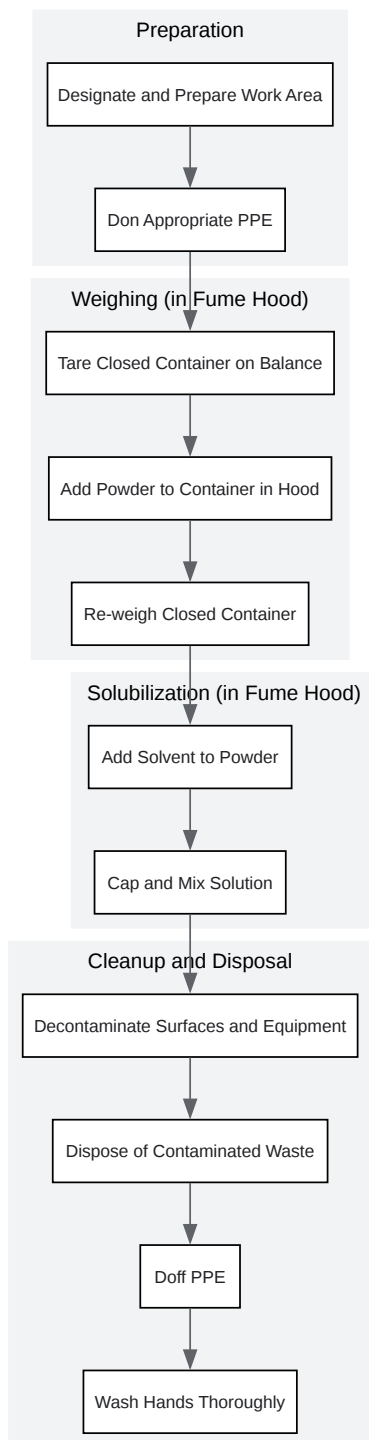 Preparation
Designate and Prepare Work Area
Don Appropriate PPE
Weighing (in Fume Hood)
Tare Closed Container on Balance
Add Powder to Container in Hood
Re-weigh Closed Container
Solubilization (in Fume Hood)
Add Solvent to Powder
Cap and Mix Solution
Cleanup and Disposal
Decontaminate Surfaces and Equipment
Dispose of Contaminated Waste
Doff PPE
Wash Hands Thoroughly